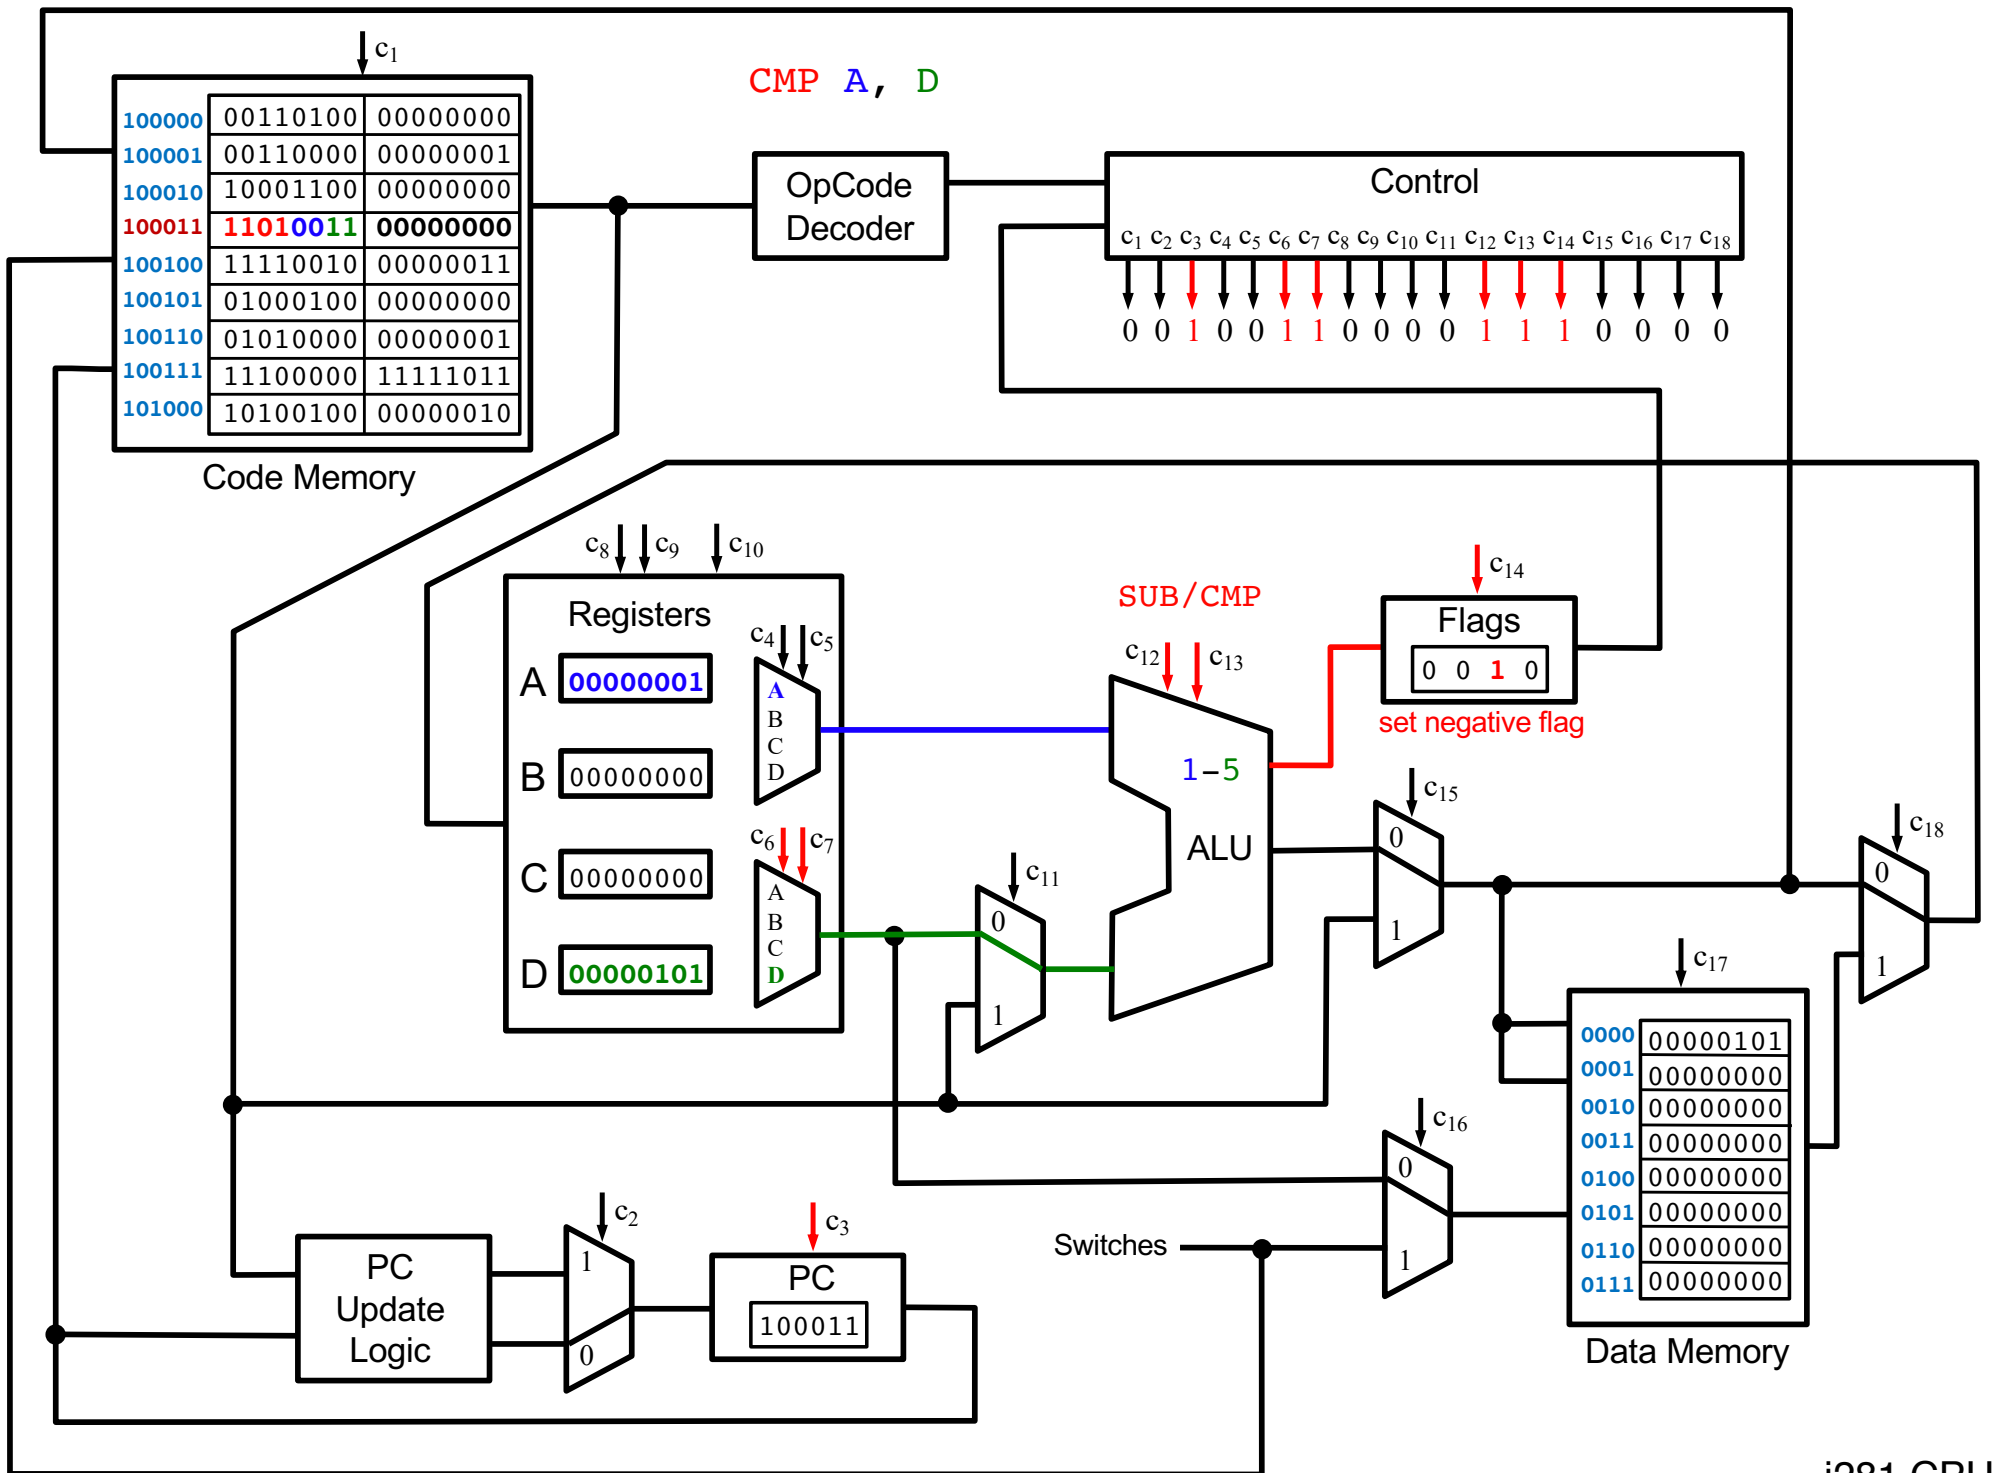 c1
CMP A, D
100000 00110100 00000000
100001 00110000 00000001
100010 10001100 00000000
100011 11010011 00000000
100100 11110010 00000011
100101 01000100 00000000
100110 01010000 00000001
100111 11100000 11111011
101000 10100100 00000010
Code Memory
OpCode
Decoder
Control
c1 c2 c3 c4 c5 c6 c7 c8 c9 c10 c11 c12 c13 c14 c15 c16 c17 c18
0 0 1 0 0 1 1 0 0 0 0 1 1 1 0 0 0 0
c8 c9 c10
Registers
A 00000001
B 00000000
C 00000000
D 00000101
c4 c5
A
B
C
D
c6 c7
A
B
C
D
c11
0
1
SUB/CMP
c12 c13
1–5
ALU
c14
Flags
0 0 1 0
set negative flag
c15
0
1
c18
0
1
c17
0000 00000101
0001 00000000
0010 00000000
0011 00000000
0100 00000000
0101 00000000
0110 00000000
0111 00000000
Data Memory
c16
0
1
Switches
PC
Update
Logic
c2
1
0
c3
PC
100011
i281 CPU